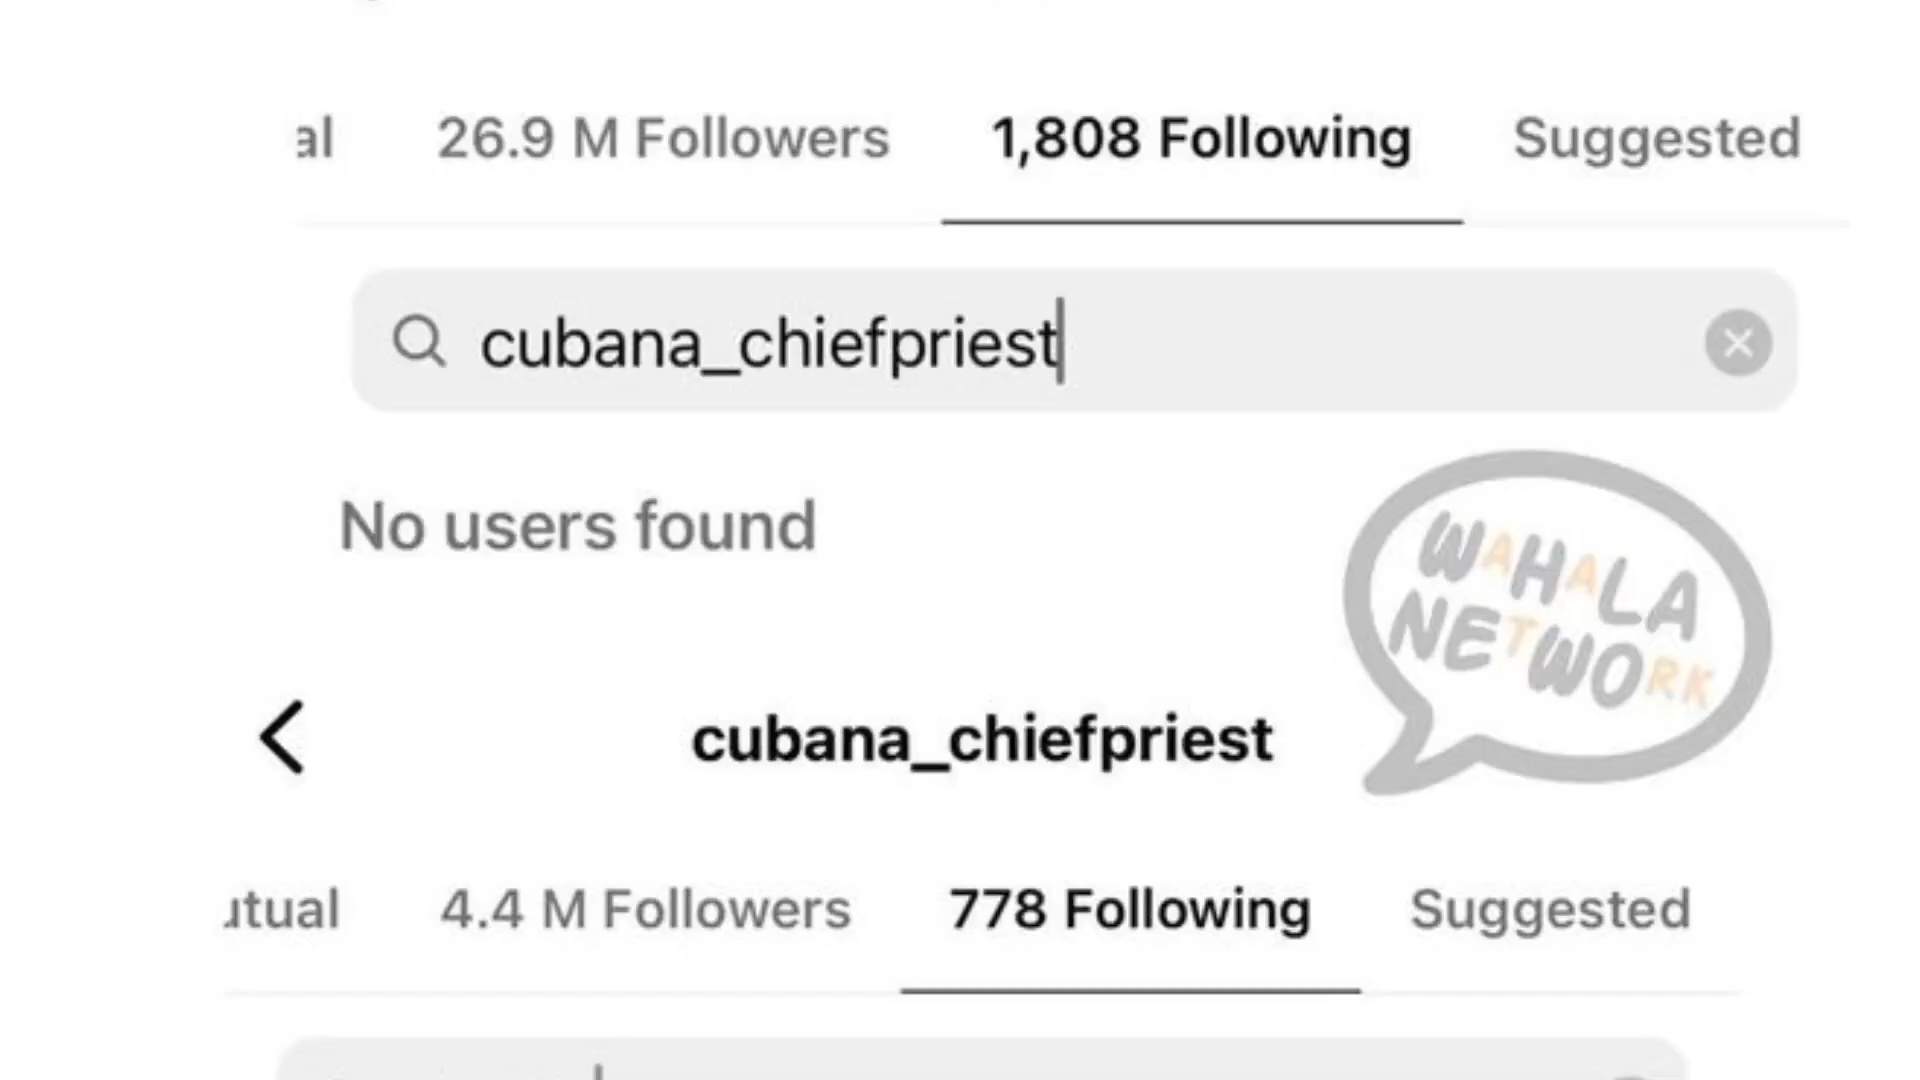 al 26.9 M Followers 1,808 Following Suggested
cubana_chiefpriest
No users found
WAHALA
NETWORK
cubana_chiefpriest
utual 4.4 M Followers 778 Following Suggested